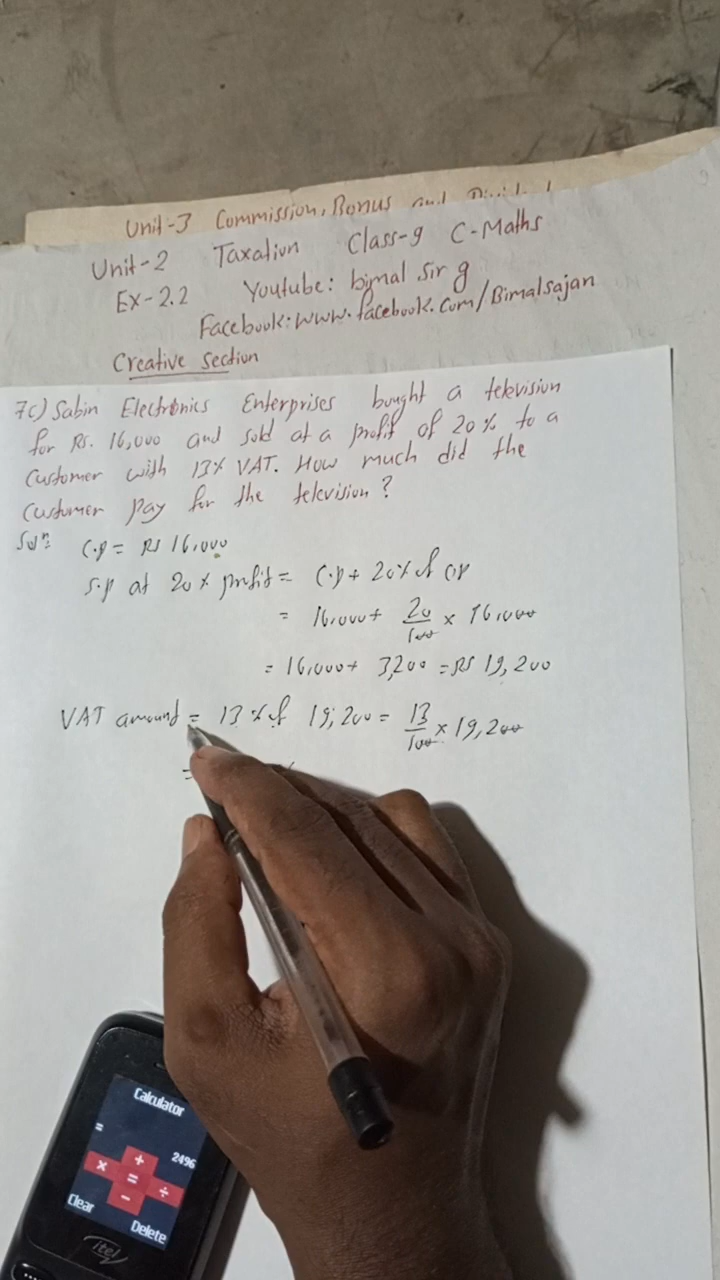 Unit-3 Commission, Bonus and
Unit-2 Taxation Class-9 C-Maths
Ex-2.2 Youtube: bimal sir g
Facebook: www.facebook.com/Bimalsajan
Creative section
7c) Sabin Electronics Enterprises bought a television
for Rs. 16,000 and sold at a profit of 20% to a
customer with 13% VAT. How much did the
customer pay for the television?
Solⁿ: C.P = RS 16,000
S.P at 20% profit = C.P + 20% of CP
= 16,000 + 20/100 × 16,000
= 16,000 + 3,200 = RS 19,200
VAT amount = 13% of 19,200 = 13/100 × 19,200
=
Calculator
=
2496
+
× = ÷
-
Clear
Delete
itel